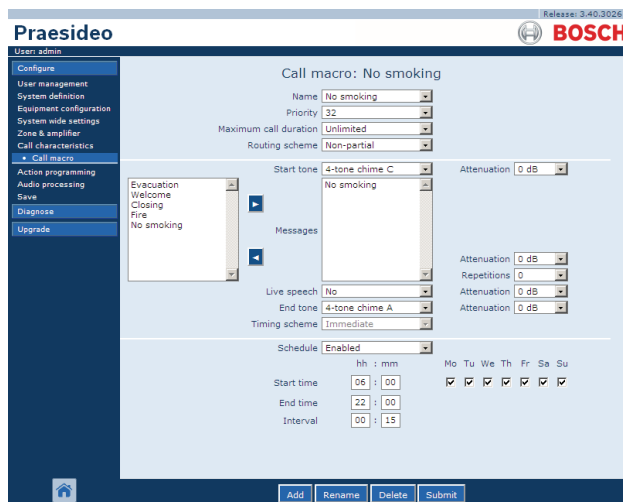 Release: 3.40.3026
Praesideo
BOSCH
User: admin
Configure
User management
System definition
Equipment configuration
System wide settings
Zone & amplifier
Call characteristics
• Call macro
Action programming
Audio processing
Save
Diagnose
Upgrade
Call macro: No smoking
Name No smoking
Priority 32
Maximum call duration Unlimited
Routing scheme Non-partial
Start tone 4-tone chime C Attenuation 0 dB
Evacuation
Welcome
Closing
Fire
No smoking
Messages
No smoking
Attenuation 0 dB
Repetitions 0
Live speech No Attenuation 0 dB
End tone 4-tone chime A Attenuation 0 dB
Timing scheme Immediate
Schedule Enabled
hh : mm Mo Tu We Th Fr Sa Su
Start time 06 : 00
End time 22 : 00
Interval 00 : 15
Add Rename Delete Submit